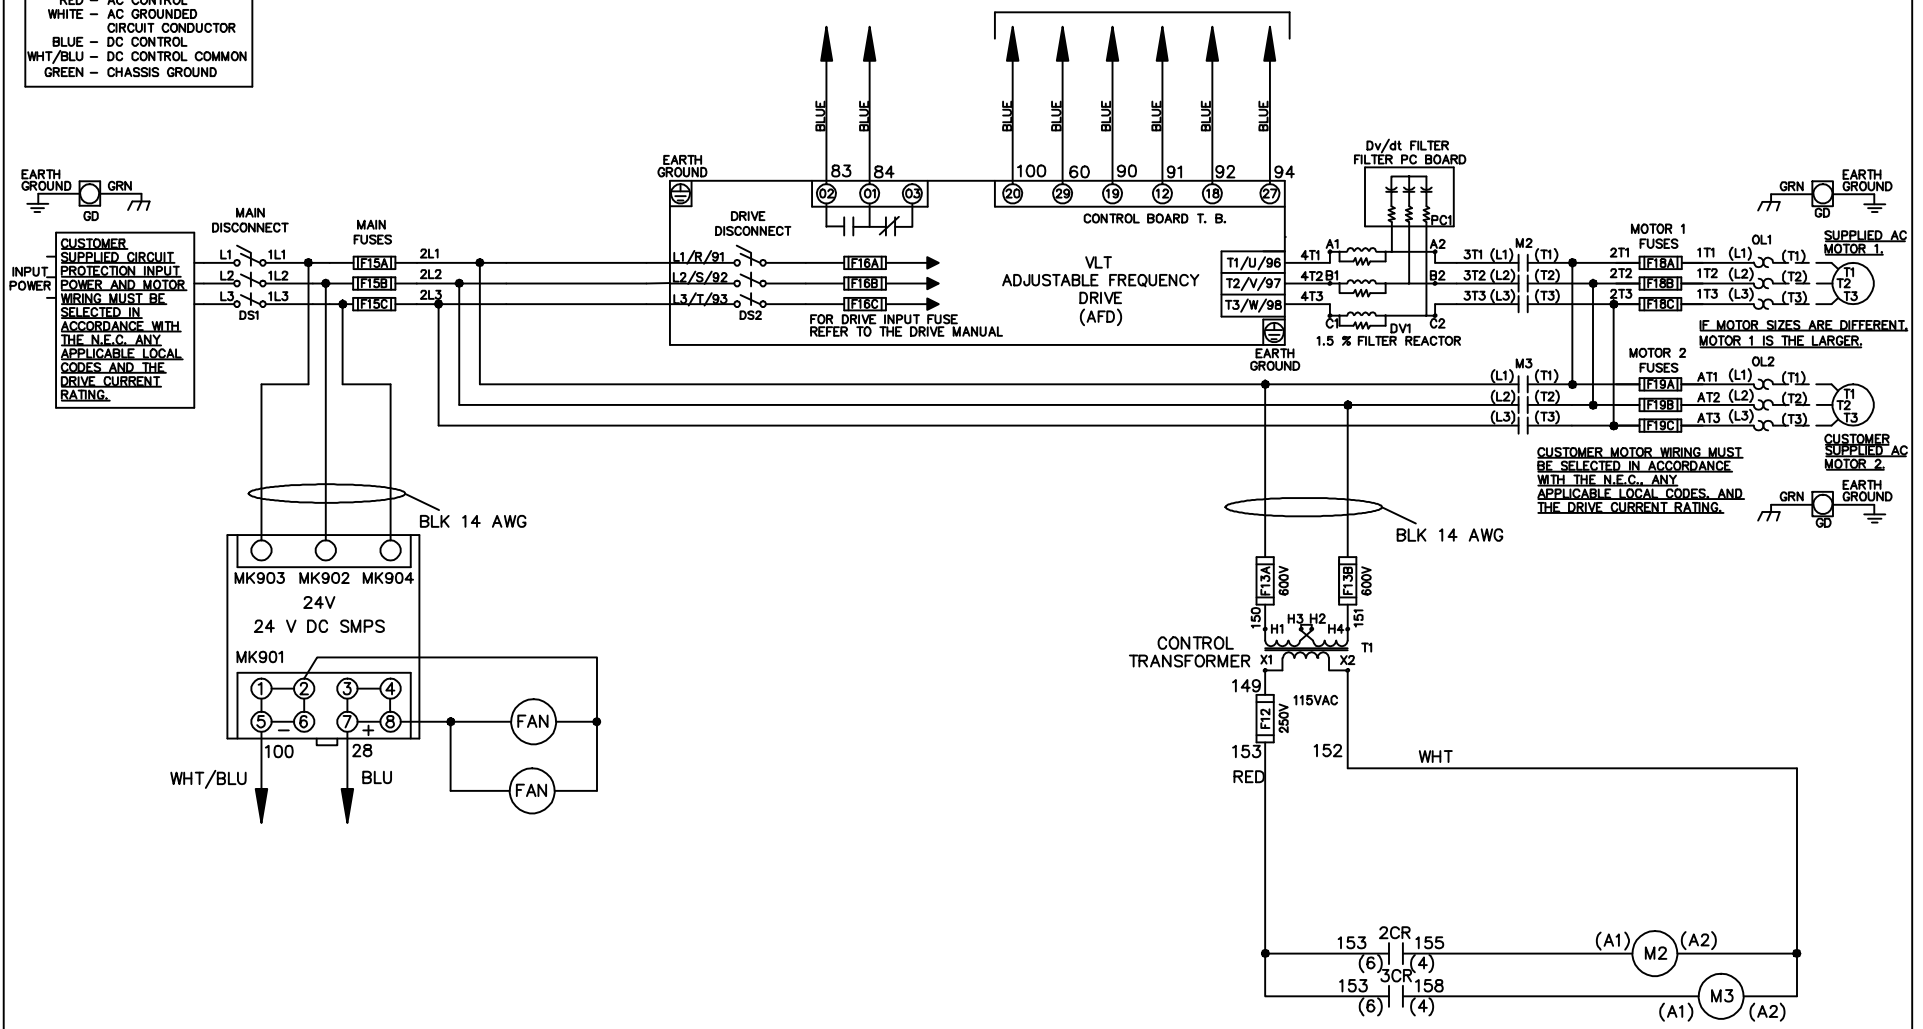 RED – AC CONTROL
WHITE – AC GROUNDED
CIRCUIT CONDUCTOR
BLUE – DC CONTROL
WHT/BLU – DC CONTROL COMMON
GREEN – CHASSIS GROUND
BLUE
BLUE
BLUE
BLUE
BLUE
BLUE
BLUE
BLUE
EARTH
GROUND
GRN
GD
CUSTOMER
SUPPLIED CIRCUIT
PROTECTION INPUT
POWER AND MOTOR
WIRING MUST BE
SELECTED IN
ACCORDANCE WITH
THE N.E.C. ANY
APPLICABLE LOCAL
CODES AND THE
DRIVE CURRENT
RATING.
INPUT
POWER
MAIN
DISCONNECT
L1 1L1
L2 1L2
L3 1L3
DS1
MAIN
FUSES
F15A
F15B
F15C
2L1
2L2
2L3
EARTH
GROUND
83 84
02 01 03
100 60 90 91 92 94
20 29 19 12 18 27
CONTROL BOARD T. B.
DRIVE
DISCONNECT
L1/R/91
L2/S/92
L3/T/93
DS2
F16A
F16B
F16C
FOR DRIVE INPUT FUSE
REFER TO THE DRIVE MANUAL
VLT
ADJUSTABLE FREQUENCY
DRIVE
(AFD)
T1/U/96
T2/V/97
T3/W/98
EARTH
GROUND
4T1
4T2
4T3
Dv/dt FILTER
FILTER PC BOARD
PC1
A1 A2
B1 B2
C1 C2
DV1
1.5 % FILTER REACTOR
M2
3T1 (L1) (T1)
3T2 (L2) (T2)
3T3 (L3) (T3)
M3
(L1) (T1)
(L2) (T2)
(L3) (T3)
MOTOR 1
FUSES
2T1 F18A 1T1 (L1) (T1)
2T2 F18B 1T2 (L2) (T2)
2T3 F18C 1T3 (L3) (T3)
OL1
GRN
GD
EARTH
GROUND
SUPPLIED AC
MOTOR 1.
T1
T2
T3
IF MOTOR SIZES ARE DIFFERENT,
MOTOR 1 IS THE LARGER.
MOTOR 2
FUSES
OL2
F19A AT1 (L1) (T1)
F19B AT2 (L2) (T2)
F19C AT3 (L3) (T3)
T1
T2
T3
CUSTOMER
SUPPLIED AC
MOTOR 2.
CUSTOMER MOTOR WIRING MUST
BE SELECTED IN ACCORDANCE
WITH THE N.E.C., ANY
APPLICABLE LOCAL CODES, AND
THE DRIVE CURRENT RATING.
GRN
GD
EARTH
GROUND
BLK 14 AWG
MK903 MK902 MK904
24V
24 V DC SMPS
MK901
1 2 3 4
5 – 6 7 + 8
100 28
WHT/BLU BLU
FAN
FAN
BLK 14 AWG
F13A 600V
F13B 600V
150 151
H1 H3 H2 H4
T1
CONTROL
TRANSFORMER
X1 X2
149
115VAC
F12 250V
153 152
RED
WHT
2CR
153 155
(6) (4)
(A1) M2 (A2)
3CR
153 158
(6) (4)
(A1) M3 (A2)